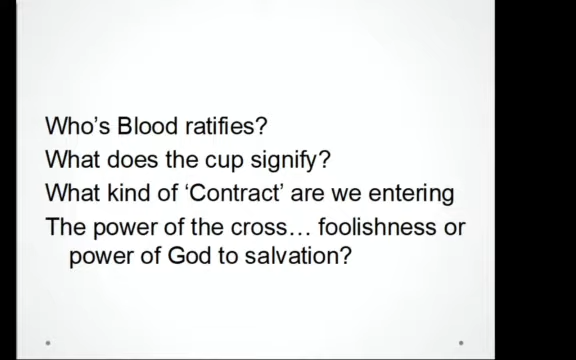 Who's Blood ratifies?
What does the cup signify?
What kind of 'Contract' are we entering
The power of the cross... foolishness or
power of God to salvation?